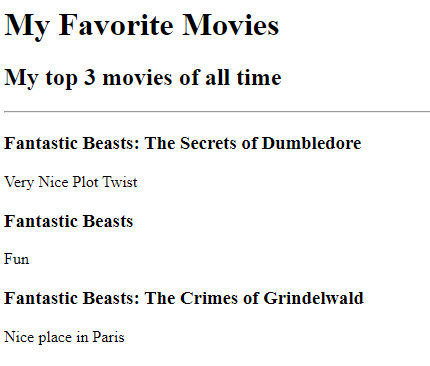 My Favorite Movies
My top 3 movies of all time
Fantastic Beasts: The Secrets of Dumbledore
Very Nice Plot Twist
Fantastic Beasts
Fun
Fantastic Beasts: The Crimes of Grindelwald
Nice place in Paris